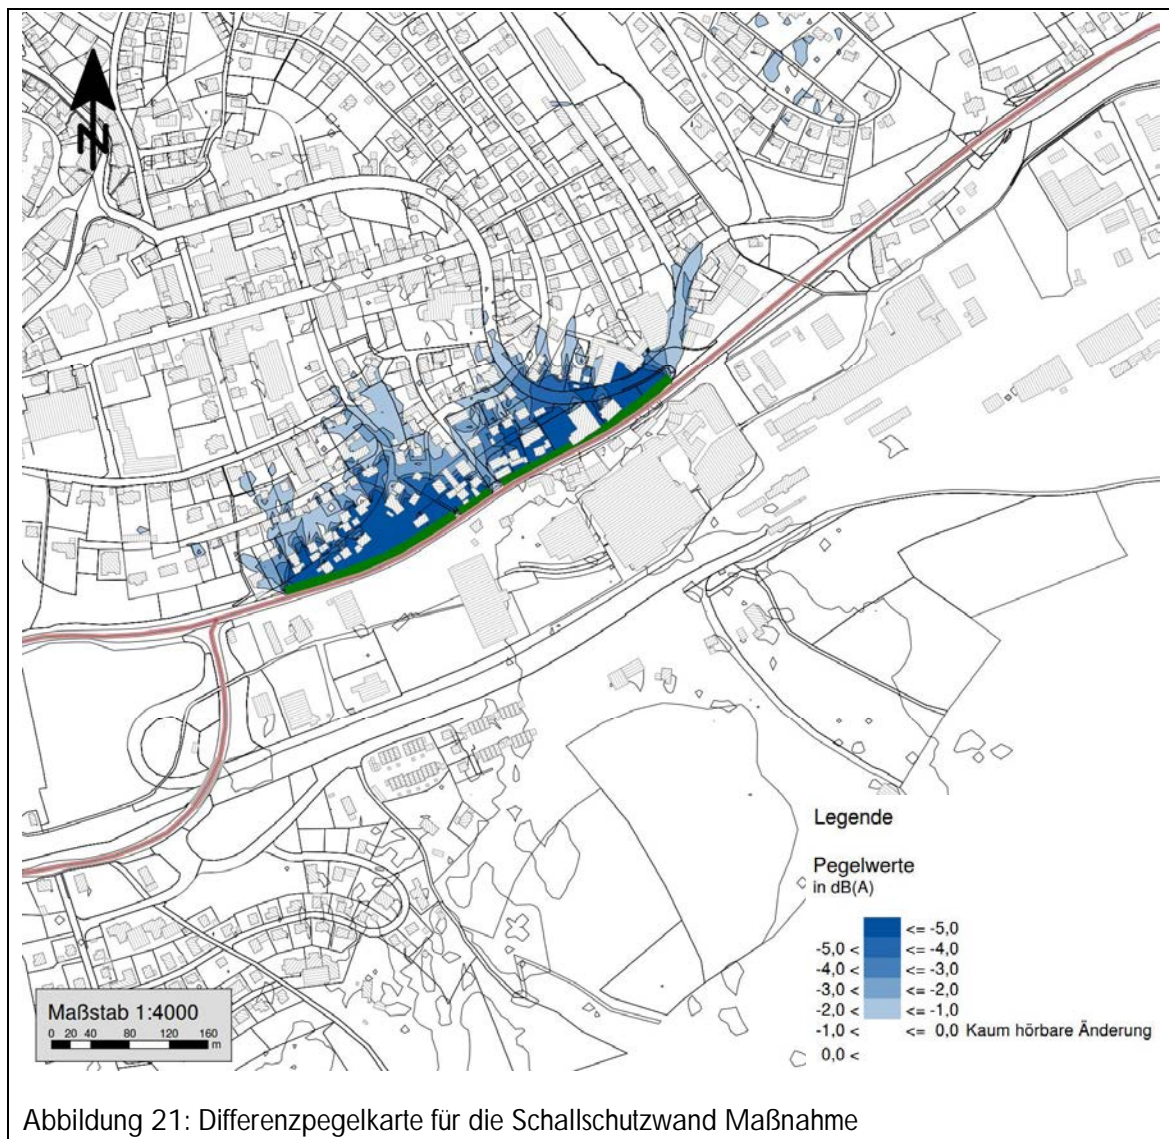 N
Legende
Pegelwerte
in dB(A)
<= -5,0
-5,0 < <= -4,0
-4,0 < <= -3,0
-3,0 < <= -2,0
-2,0 < <= -1,0
-1,0 < <= 0,0 Kaum hörbare Änderung
0,0 <
Maßstab 1:4000
0 20 40 80 120 160
m
Abbildung 21: Differenzpegelkarte für die Schallschutzwand Maßnahme